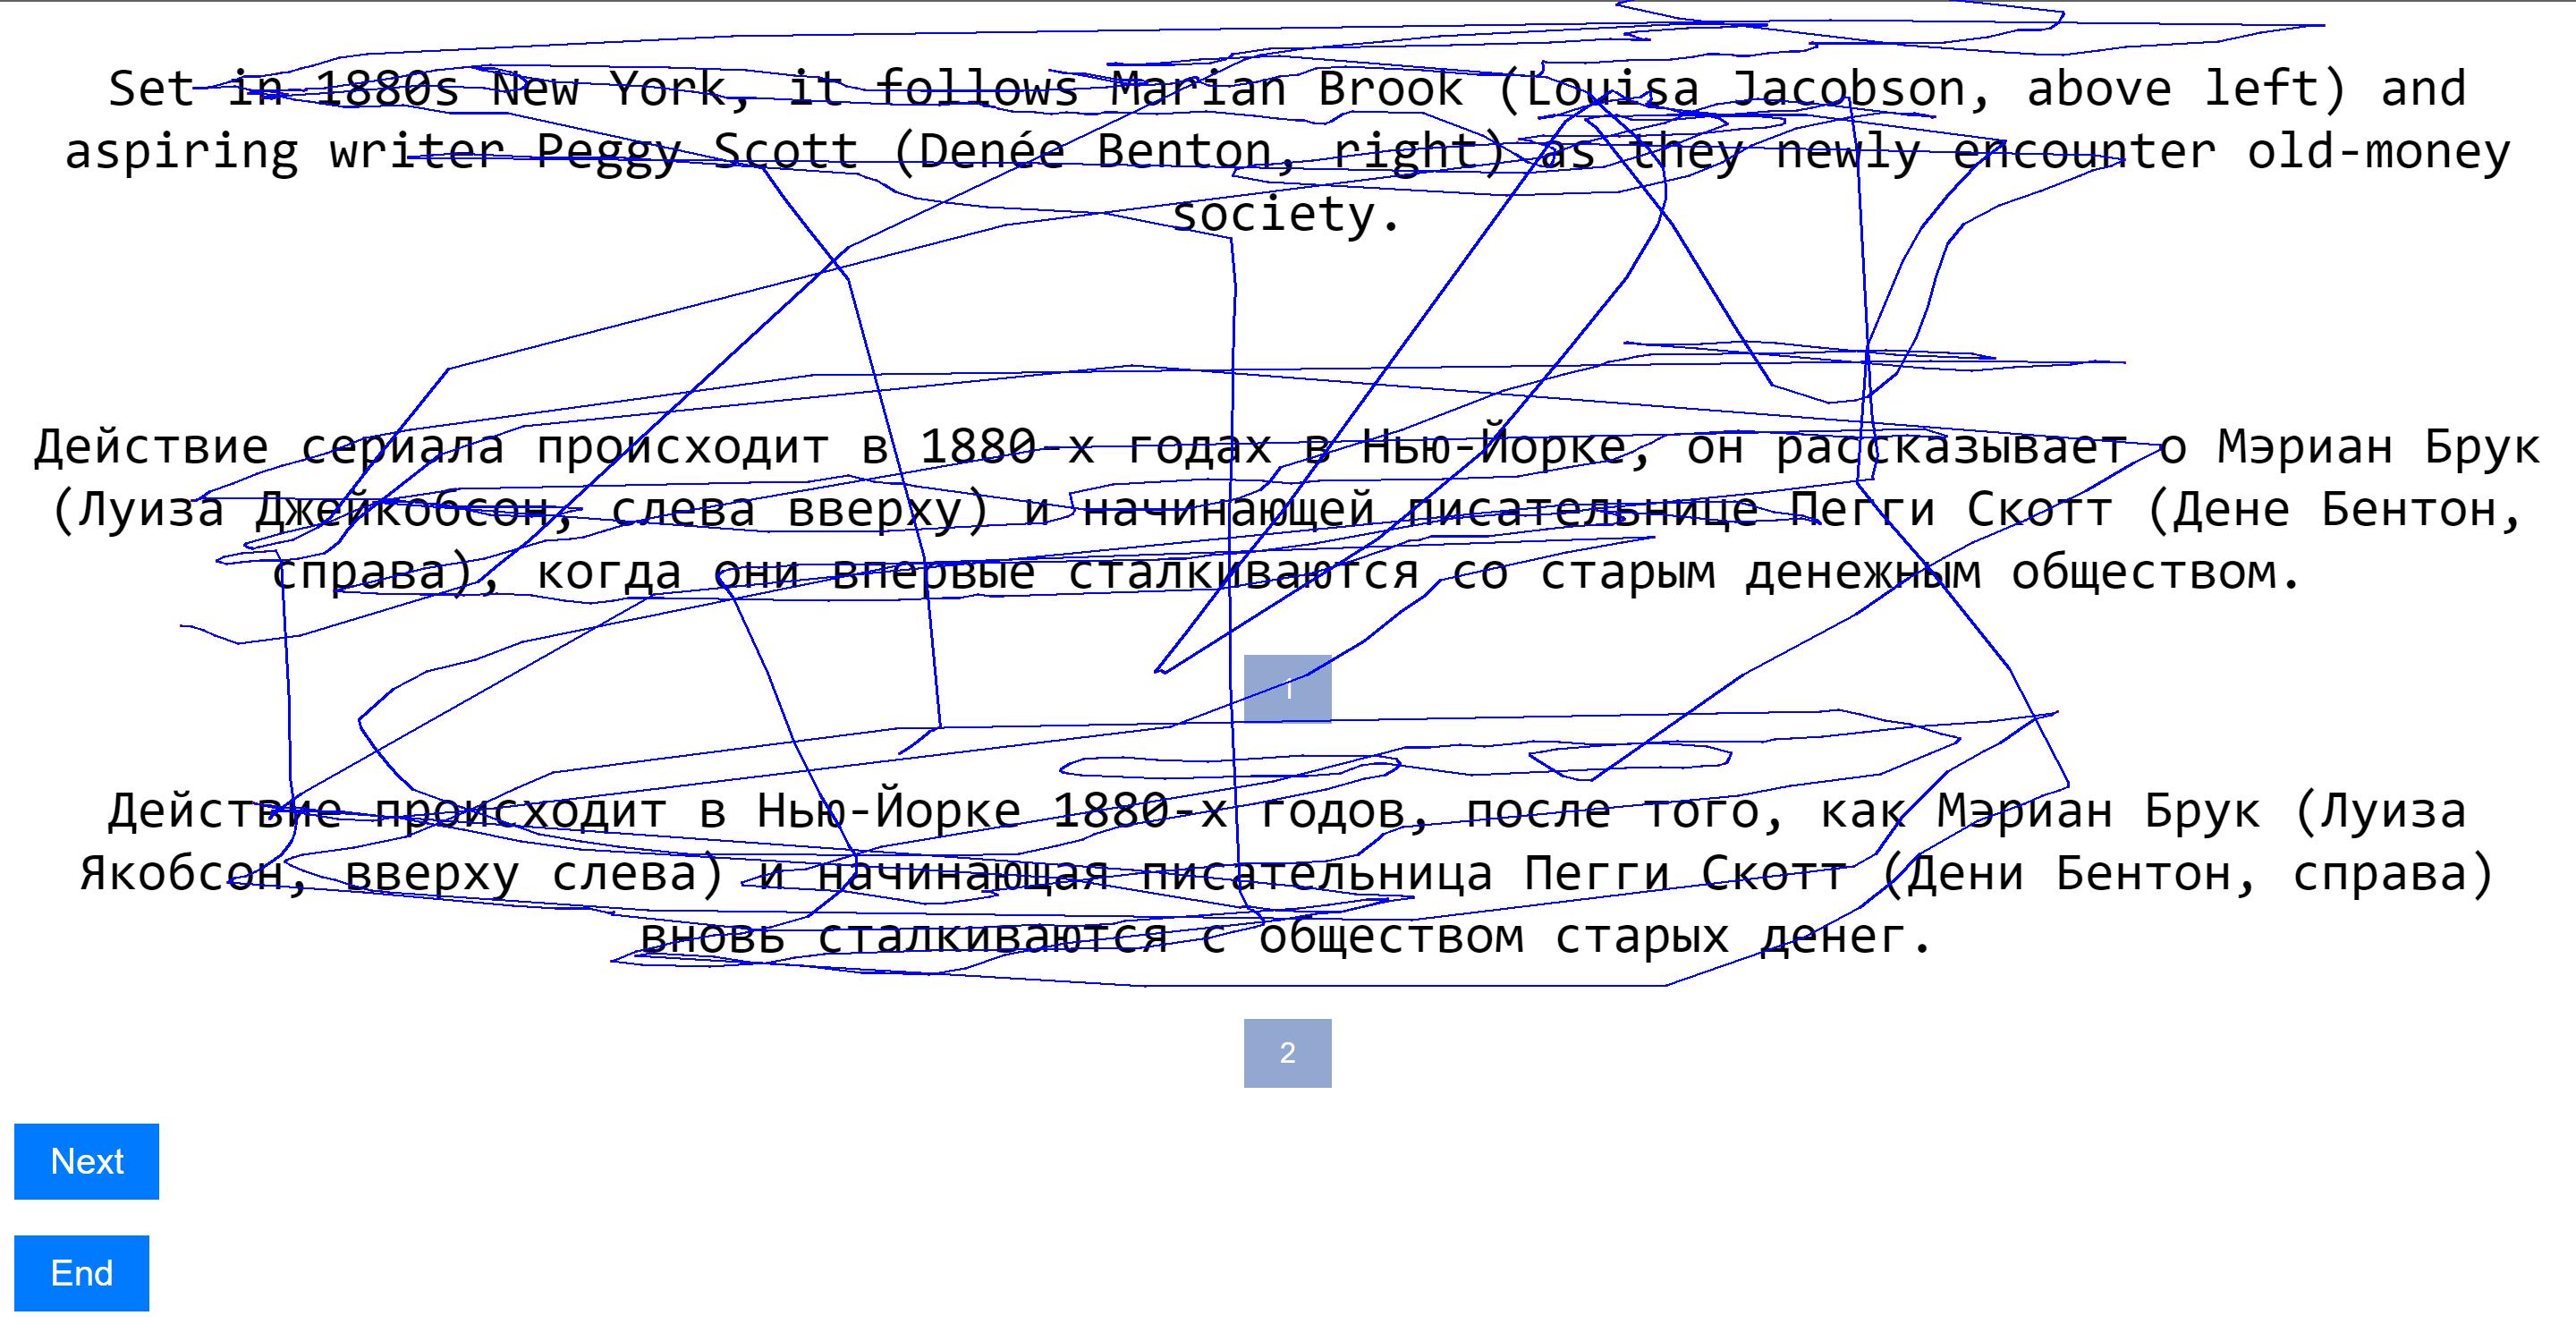 Set in 1880s New York, it follows Marian Brook (Louisa Jacobson, above left) and
aspiring writer Peggy Scott (Denée Benton, right) as they newly encounter old-money
society.
Действие сериала происходит в 1880-х годах в Нью-Йорке, он рассказывает о Мэриан Брук
(Луиза Джейкобсон, слева вверху) и начинающей писательнице Пегги Скотт (Дене Бентон,
справа), когда они впервые сталкиваются со старым денежным обществом.
1
Действие происходит в Нью-Йорке 1880-х годов, после того, как Мэриан Брук (Луиза
Якобсон, вверху слева) и начинающая писательница Пегги Скотт (Дени Бентон, справа)
вновь сталкиваются с обществом старых денег.
2
Next
End